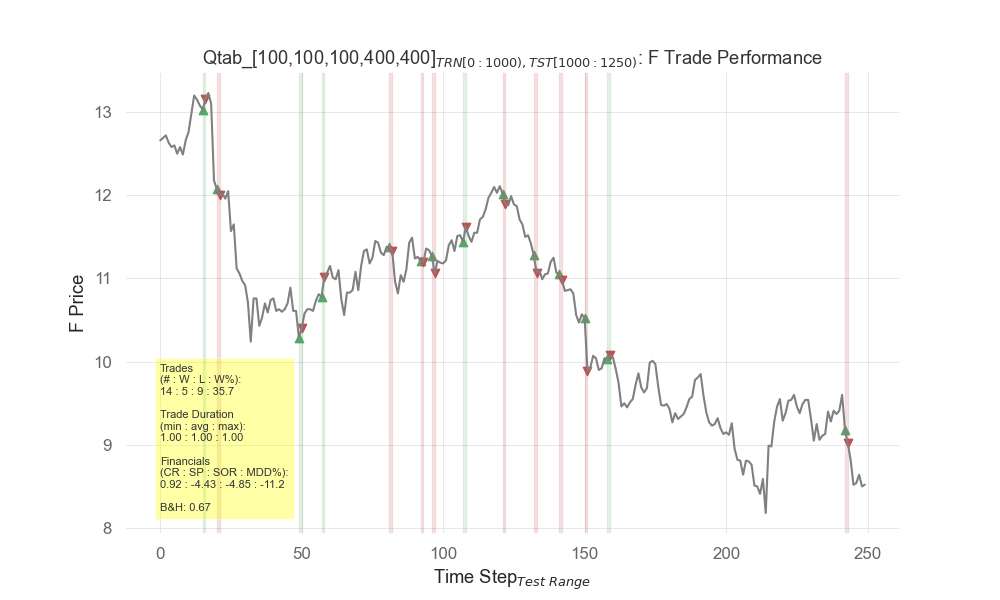 Qtab_[100,100,100,400,400]TRN[0 : 1000), TST[1000 : 1250): F Trade Performance
F Price
13
12
11
10
9
8
Trades
(# : W : L : W%):
14 : 5 : 9 : 35.7
Trade Duration
(min : avg : max):
1.00 : 1.00 : 1.00
Financials
(CR : SP : SOR : MDD%):
0.92 : -4.43 : -4.85 : -11.2
B&H: 0.67
0 50 100 150 200 250
Time StepTest Range